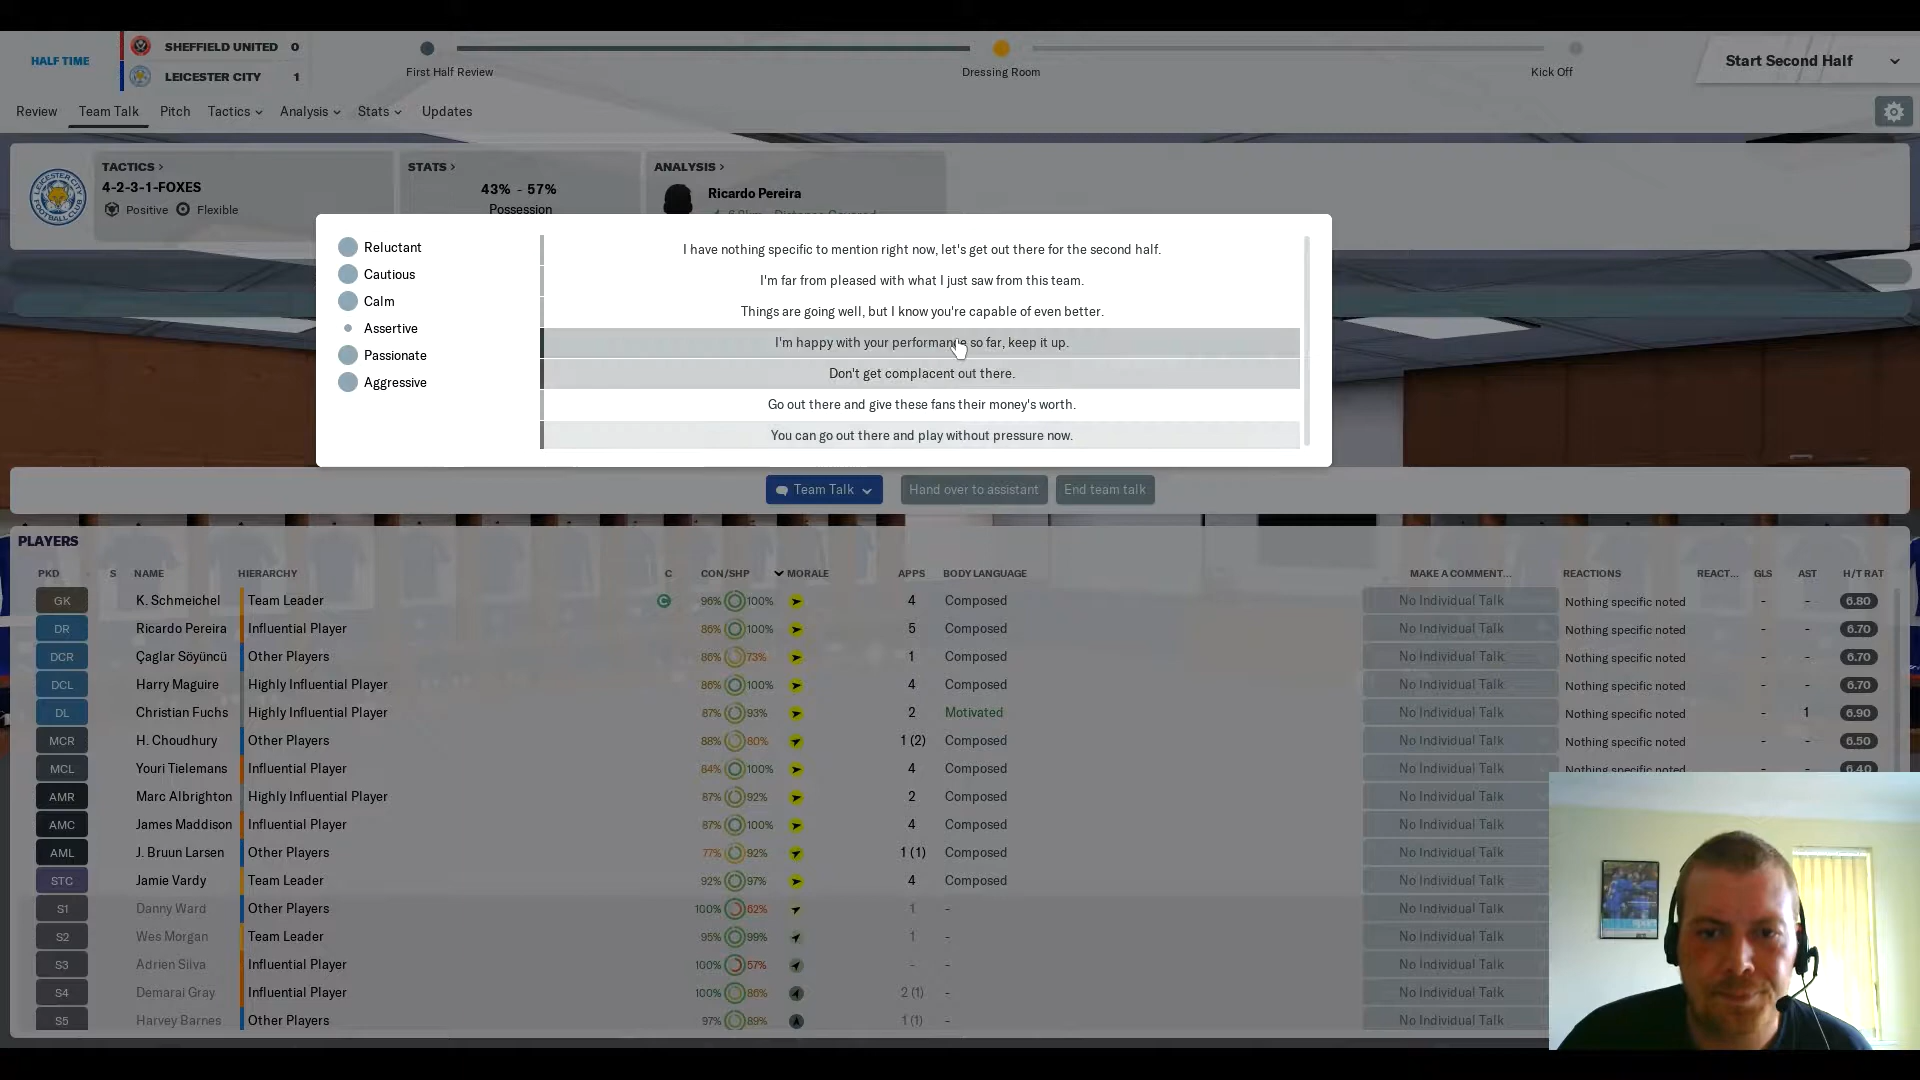 HALF TIME
SHEFFIELD UNITED 0
LEICESTER CITY 1
First Half Review
Dressing Room
Kick Off
Start Second Half
Review Team Talk Pitch Tactics Analysis Stats Updates
TACTICS >
4-2-3-1-FOXES
Positive Flexible
STATS >
43% - 57%
Possession
ANALYSIS >
Ricardo Pereira
Reluctant
Cautious
Calm
Assertive
Passionate
Aggressive
I have nothing specific to mention right now, let's get out there for the second half.
I'm far from pleased with what I just saw from this team.
Things are going well, but I know you're capable of even better.
I'm happy with your performance so far, keep it up.
Don't get complacent out there.
Go out there and give these fans their money's worth.
You can go out there and play without pressure now.
Team Talk Hand over to assistant End team talk
PLAYERS
PKD S NAME HIERARCHY C CON/SHP MORALE APPS BODY LANGUAGE MAKE A COMMENT... REACTIONS REACT... GLS AST H/T RAT
GK K. Schmeichel Team Leader C 96% 100% 4 Composed No Individual Talk Nothing specific noted - - 6.80
DR Ricardo Pereira Influential Player 86% 100% 5 Composed No Individual Talk Nothing specific noted - - 6.70
DCR Çaglar Söyüncü Other Players 86% 73% 1 Composed No Individual Talk Nothing specific noted - - 6.70
DCL Harry Maguire Highly Influential Player 86% 100% 4 Composed No Individual Talk Nothing specific noted - - 6.70
DL Christian Fuchs Highly Influential Player 87% 93% 2 Motivated No Individual Talk Nothing specific noted - 1 6.90
MCR H. Choudhury Other Players 88% 80% 1 (2) Composed No Individual Talk Nothing specific noted - - 6.50
MCL Youri Tielemans Influential Player 84% 100% 4 Composed No Individual Talk Nothing specific noted - - 6.40
AMR Marc Albrighton Highly Influential Player 87% 92% 2 Composed No Individual Talk
AMC James Maddison Influential Player 87% 100% 4 Composed No Individual Talk
AML J. Bruun Larsen Other Players 77% 92% 1 (1) Composed No Individual Talk
STC Jamie Vardy Team Leader 92% 97% 4 Composed No Individual Talk
S1 Danny Ward Other Players 100% 62% 1 - No Individual Talk
S2 Wes Morgan Team Leader 95% 99% 1 - No Individual Talk
S3 Adrien Silva Influential Player 100% 57% - - No Individual Talk
S4 Demarai Gray Influential Player 100% 86% 2 (1) - No Individual Talk
S5 Harvey Barnes Other Players 97% 89% 1 (1) - No Individual Talk